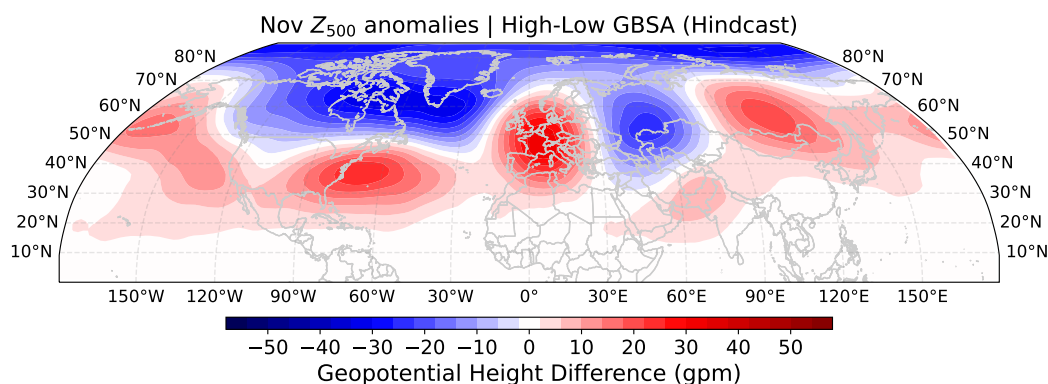 Nov Z500 anomalies | High-Low GBSA (Hindcast)
80°N 80°N
70°N 70°N
60°N 60°N
50°N 50°N
40°N 40°N
30°N 30°N
20°N 20°N
10°N 10°N
150°W 120°W 90°W 60°W 30°W 0° 30°E 60°E 90°E 120°E 150°E
−50 −40 −30 −20 −10 0 10 20 30 40 50
Geopotential Height Difference (gpm)